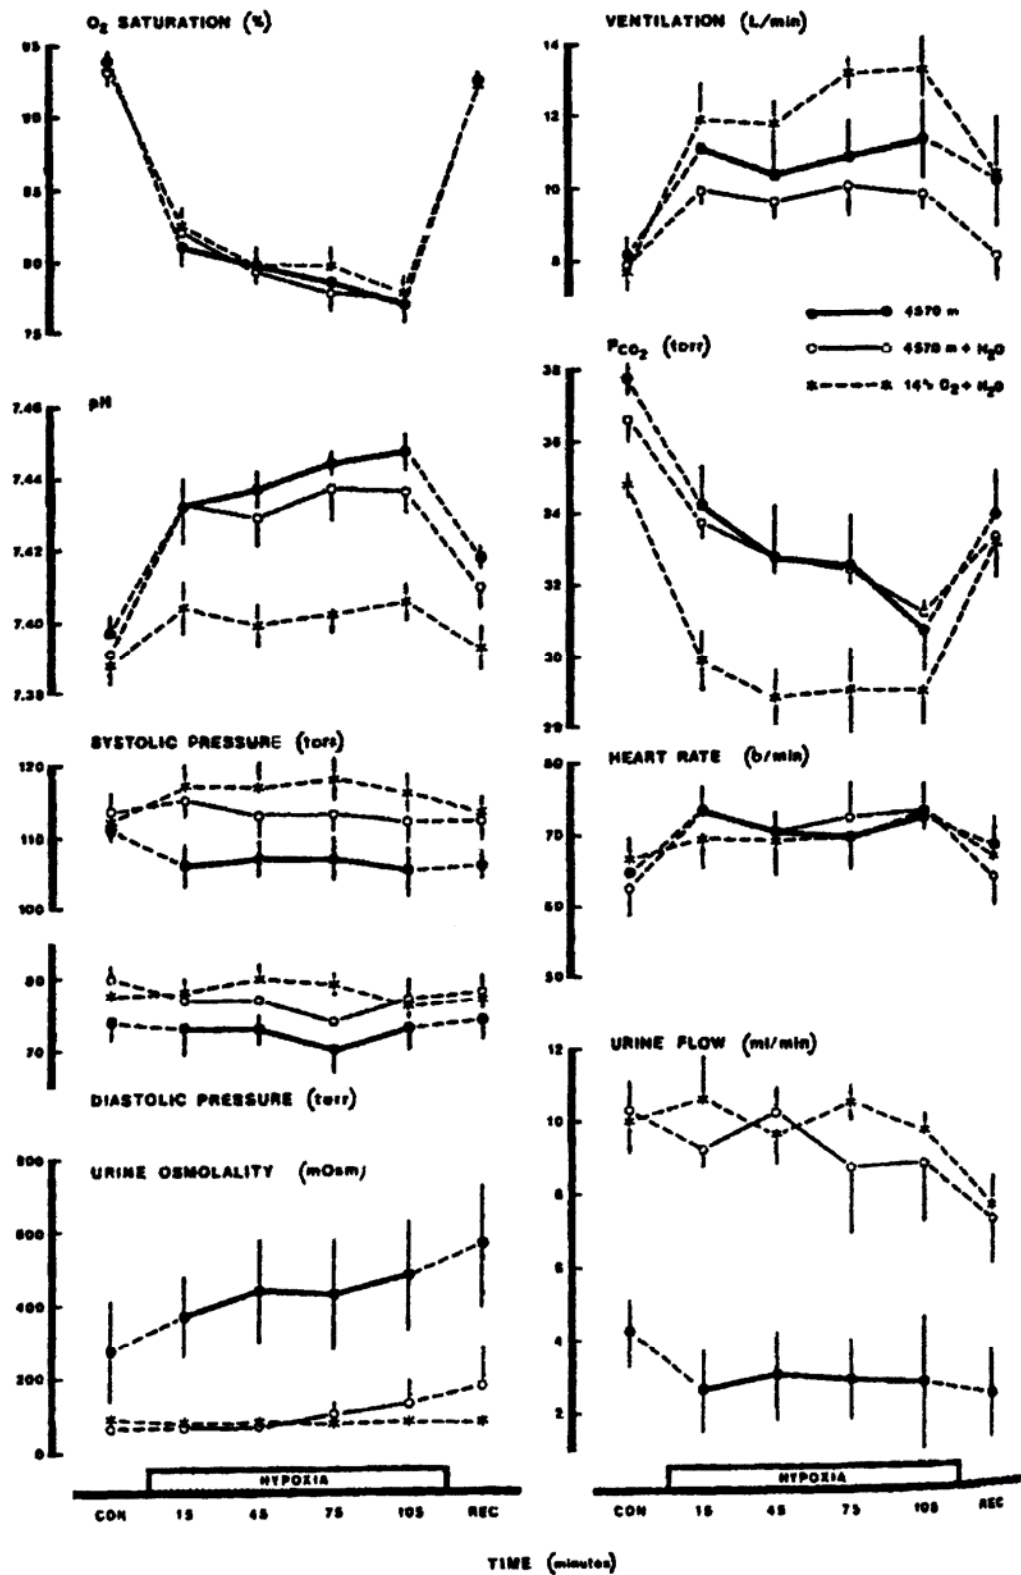 O₂ SATURATION (%)
95
90
85
80
75
VENTILATION (L/min)
14
12
10
8
4570 m
4570 m + H₂O
14% O₂ + H₂O
pH
7.46
7.44
7.42
7.40
7.38
PCO₂ (torr)
38
36
34
32
30
28
SYSTOLIC PRESSURE (torr)
120
110
100
HEART RATE (b/min)
80
70
60
50
80
70
DIASTOLIC PRESSURE (torr)
URINE FLOW (ml/min)
12
10
8
6
4
2
URINE OSMOLALITY (mOsm)
800
600
400
200
0
HYPOXIA
CON 15 45 75 105 REC
HYPOXIA
CON 15 45 75 105 REC
TIME (minutes)